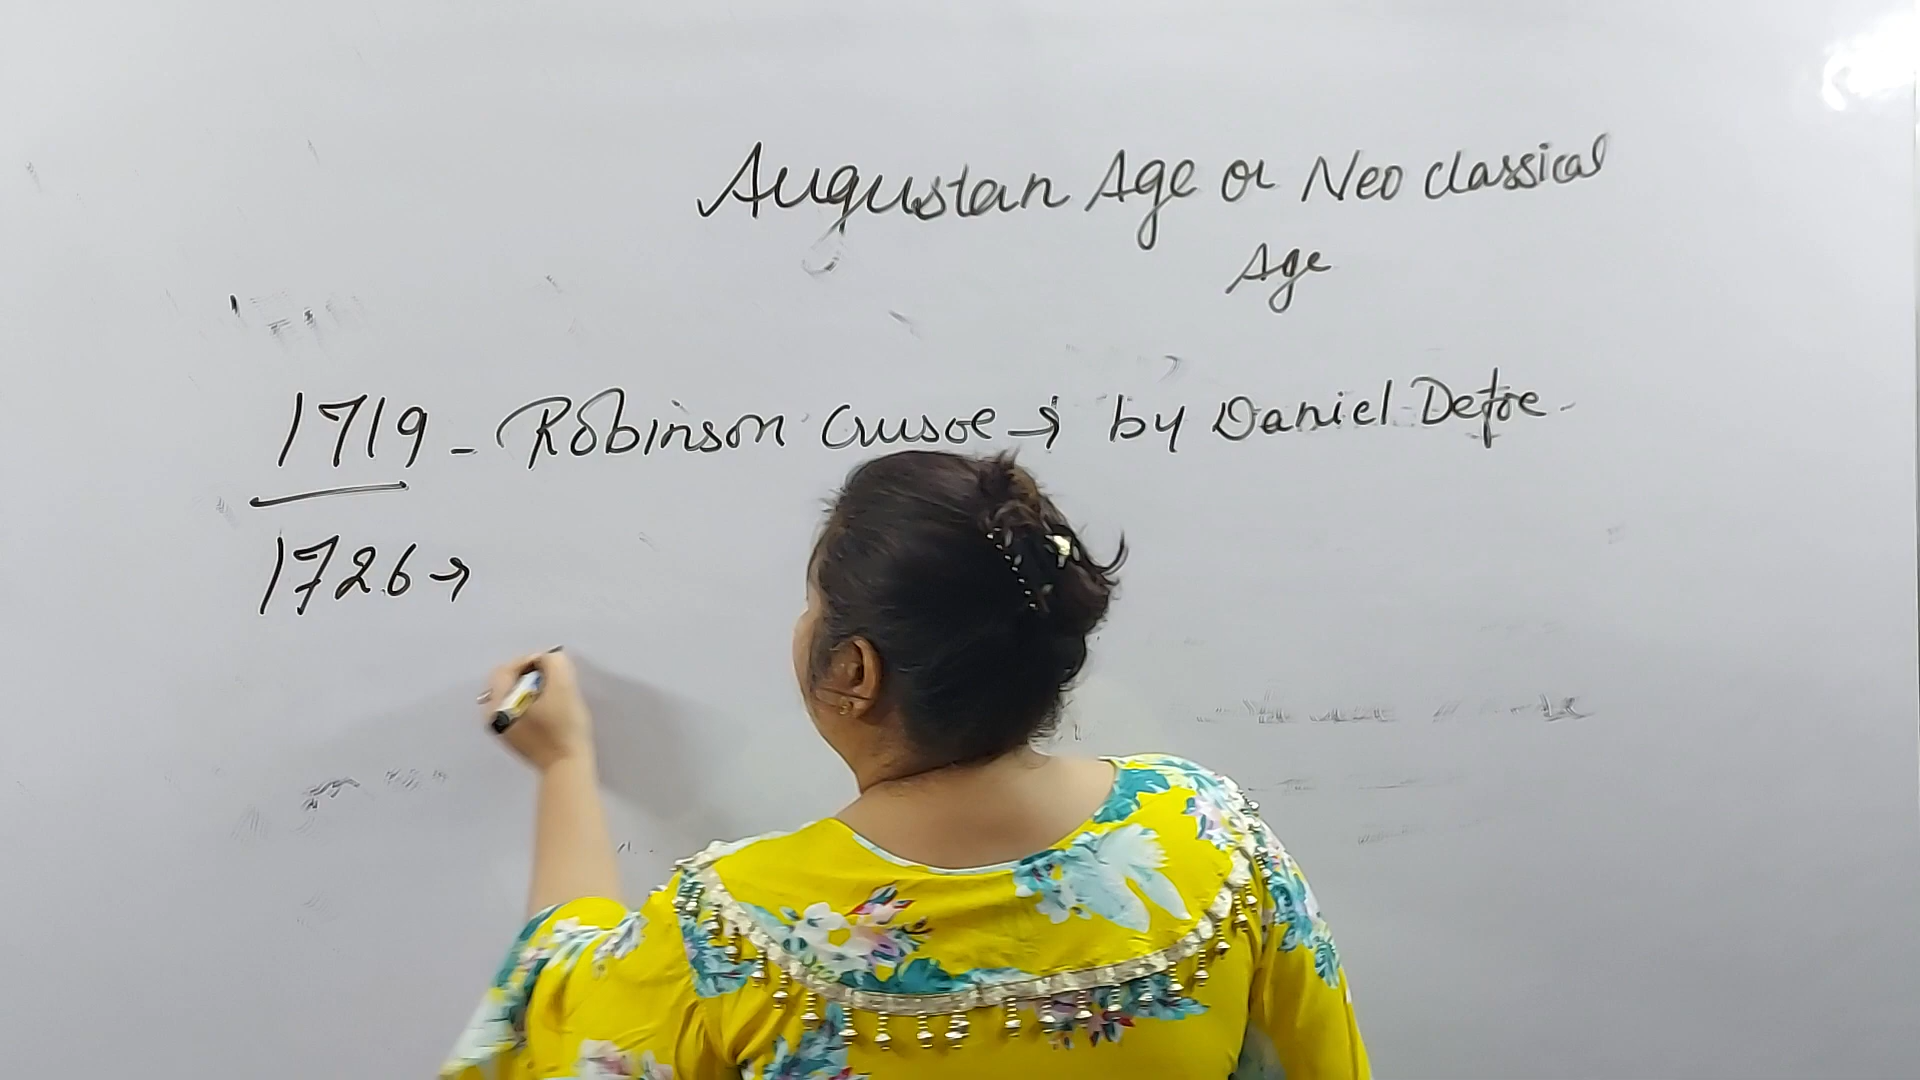 Augustan Age or Neo classical
Age
1719 - Robinson Crusoe → by Daniel Defoe -
1726 →